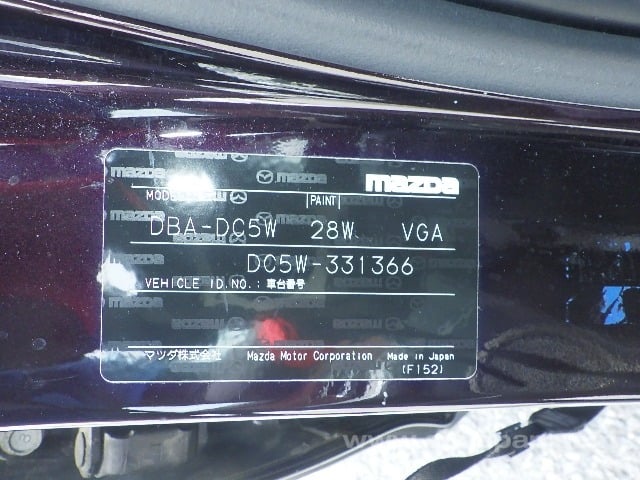 mazda
MODEL PAINT
DBA-DC5W 28W VGA
DC5W-331366
VEHICLE ID.NO.: 車台番号
マツダ株式会社 Mazda Motor Corporation Made in Japan
(F152)